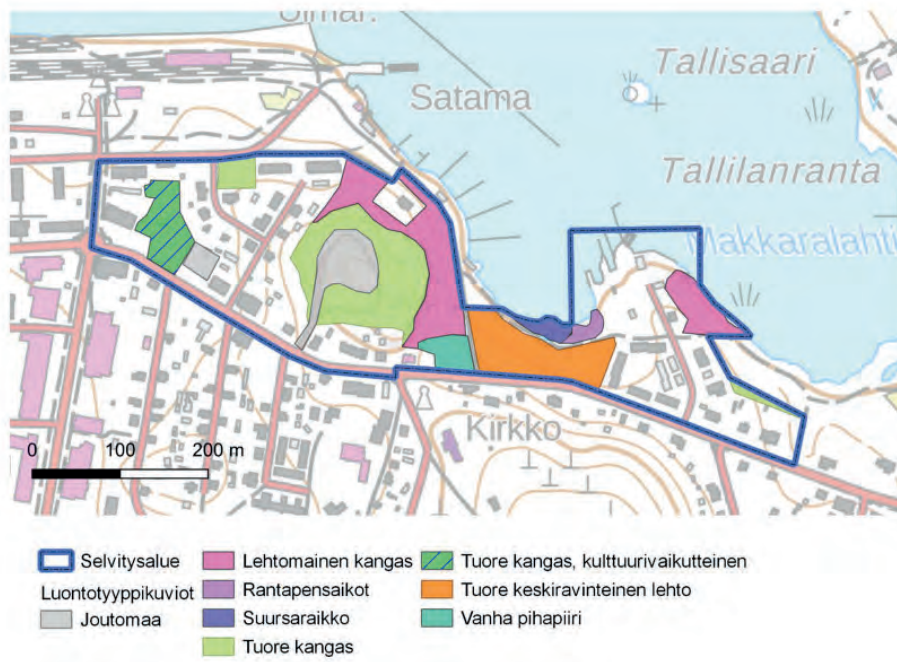 Uimar.
Tallisaari
Satama
Tallilanranta
Makkaralahti
Kirkko
0 100 200 m
Selvitysalue
Luontotyyppikuviot
Joutomaa
Lehtomainen kangas
Rantapensaikot
Suursaraikko
Tuore kangas
Tuore kangas, kulttuurivaikutteinen
Tuore keskiravinteinen lehto
Vanha pihapiiri